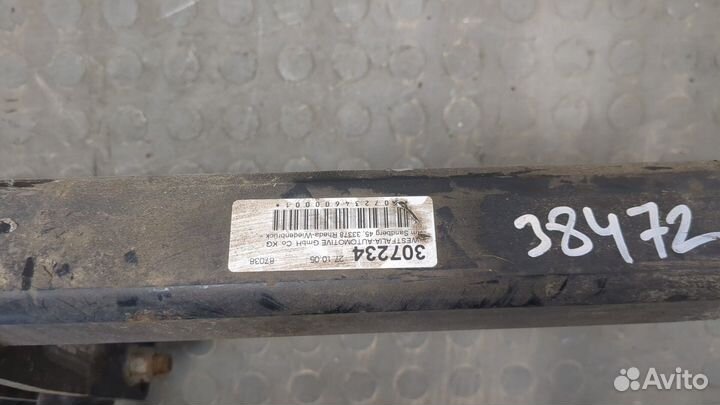 *307234600001*
Am Sandberg 45, 33378 Rheda-Wiedenbrück -
WESTFALIA-AUTOMOTIVE GmbH Co KG
307234
27.10.05
87038
38472
Avito